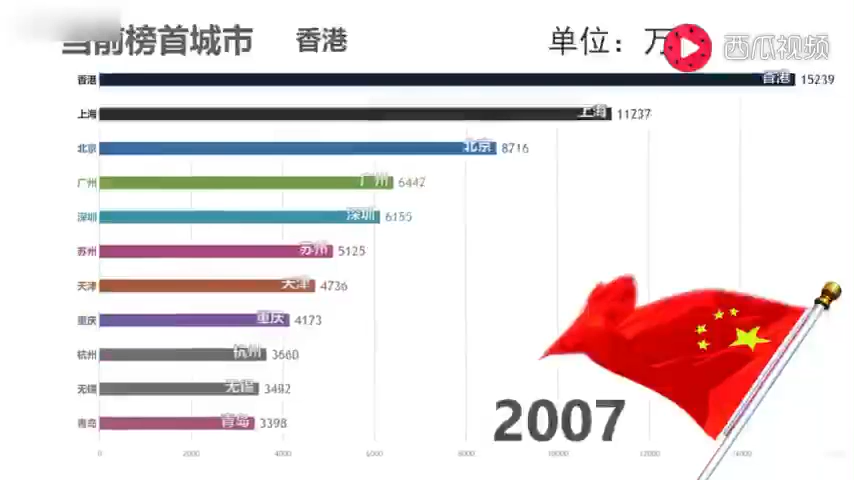 当前榜首城市 香港 单位：万
西瓜视频
香港 香港 15239
上海 上海 11237
北京 北京 8716
广州 广州 6442
深圳 深圳 6155
苏州 苏州 5125
天津 天津 4736
重庆 重庆 4173
杭州 杭州 3660
无锡 无锡 3492
青岛 青岛 3398
2007
0 2000 4000 6000 8000 10000 12000 14000